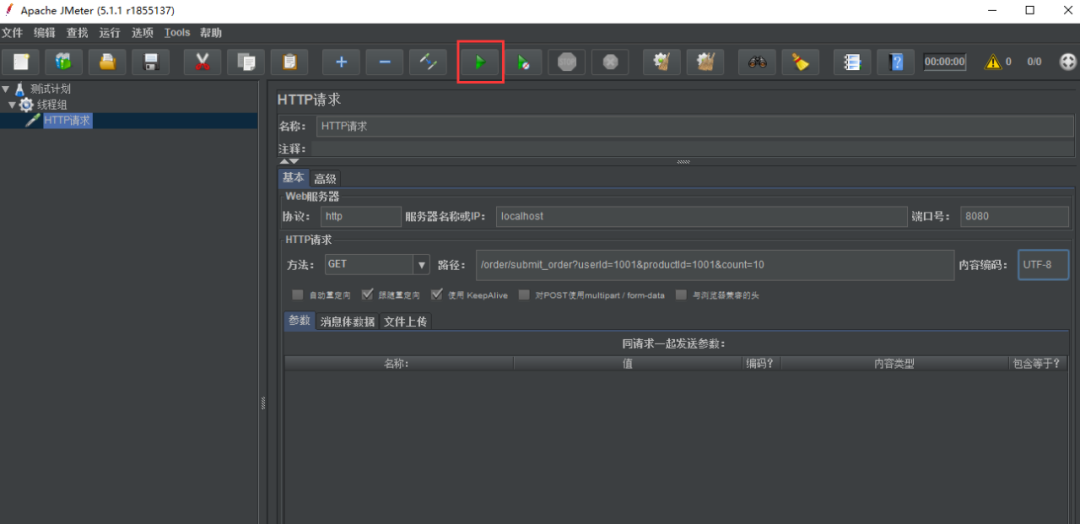 Apache JMeter (5.1.1 r1855137)
文件 编辑 查找 运行 选项 Tools 帮助
STOP 00:00:00 0 0/0
测试计划
线程组
HTTP请求
HTTP请求
名称： HTTP请求
注释：
基本 高级
Web服务器
协议： http 服务器名称或IP： localhost 端口号： 8080
HTTP请求
方法： GET 路径： /order/submit_order?userId=1001&productId=1001&count=10 内容编码： UTF-8
自动重定向 跟随重定向 使用 KeepAlive 对POST使用multipart / form-data 与浏览器兼容的头
参数 消息体数据 文件上传
同请求一起发送参数：
名称： 值 编码？ 内容类型 包含等于？